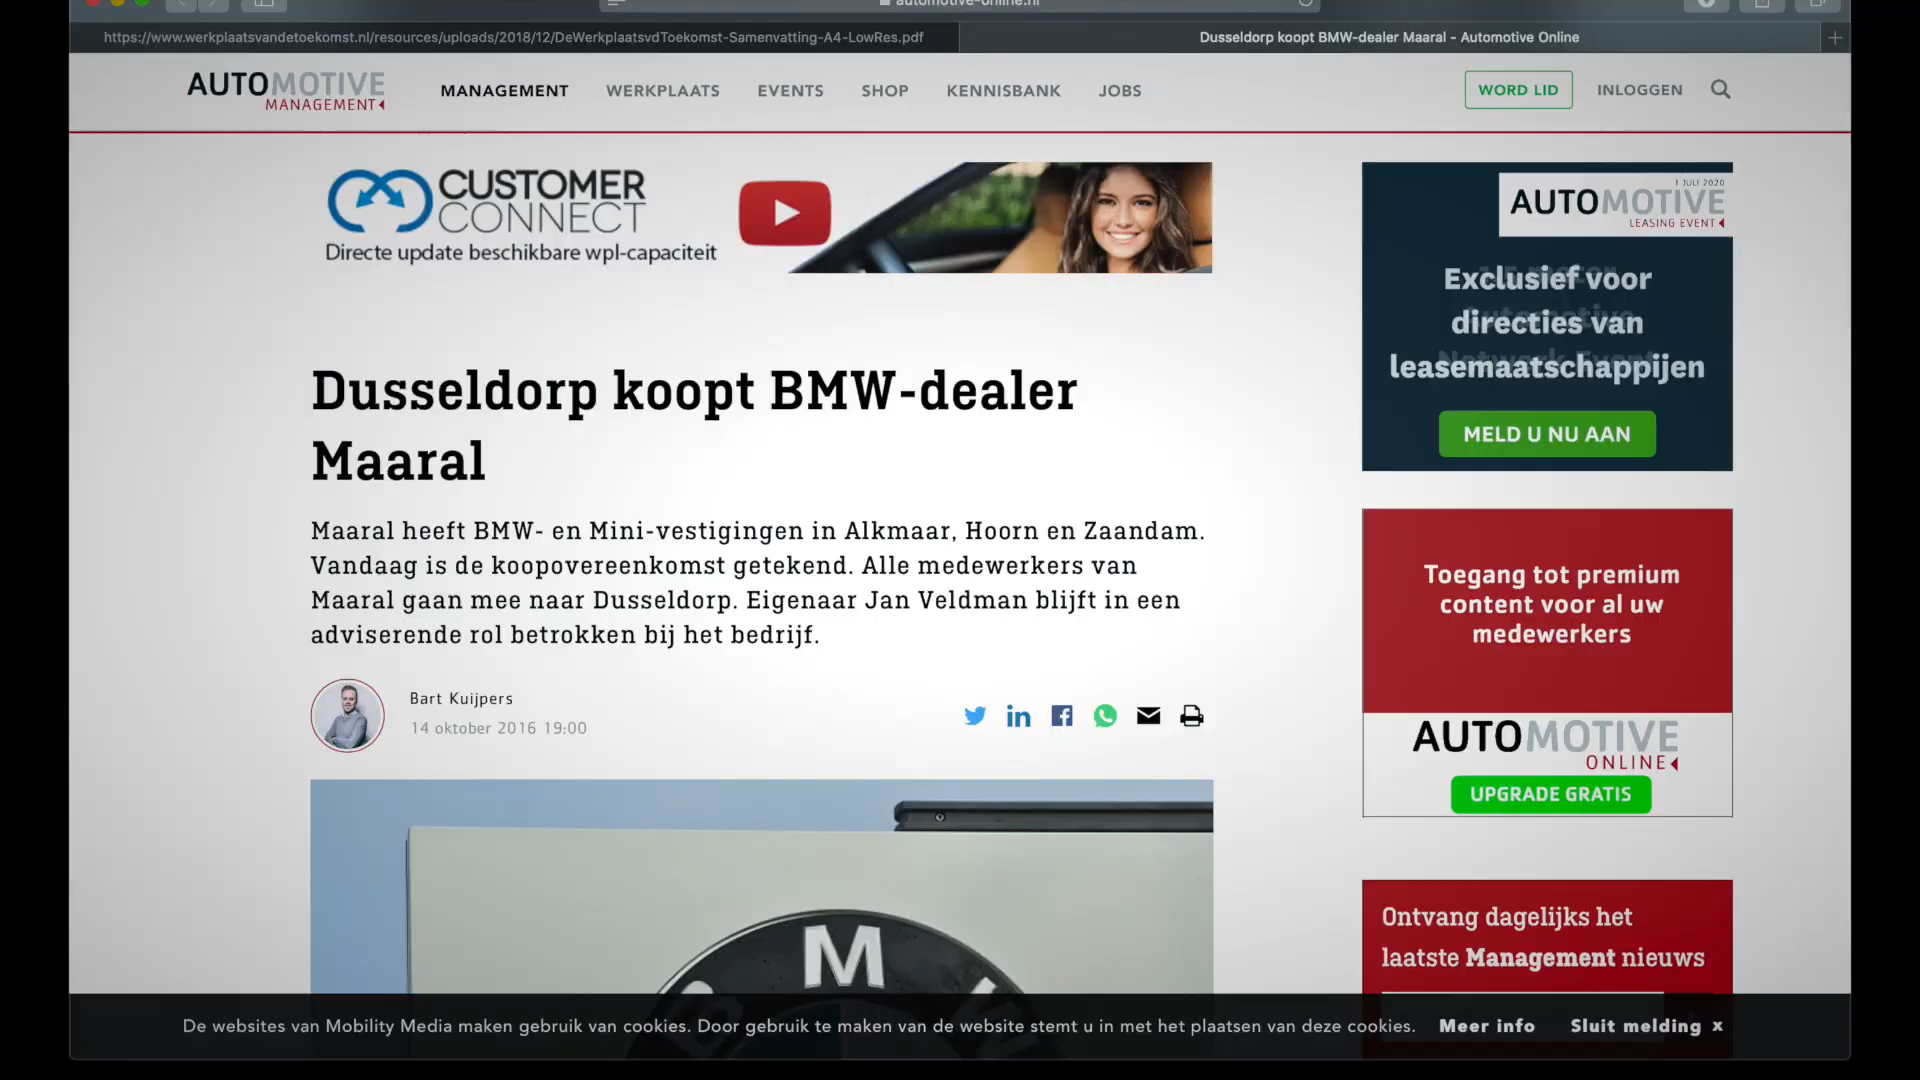 automotive-online.nl
https://www.werkplaatsvandetoekomst.nl/resources/uploads/2018/12/DeWerkplaatsvdToekomst-Samenvatting-A4-LowRes.pdf
Dusseldorp koopt BMW-dealer Maaral - Automotive Online
AUTOMOTIVE
MANAGEMENT
MANAGEMENT WERKPLAATS EVENTS SHOP KENNISBANK JOBS
WORD LID INLOGGEN
CUSTOMER
CONNECT
Directe update beschikbare wpl-capaciteit
1 JULI 2020
AUTOMOTIVE
LEASING EVENT
Exclusief voor
directies van
leasemaatschappijen
MELD U NU AAN
Dusseldorp koopt BMW-dealer
Maaral
Maaral heeft BMW- en Mini-vestigingen in Alkmaar, Hoorn en Zaandam.
Vandaag is de koopovereenkomst getekend. Alle medewerkers van
Maaral gaan mee naar Dusseldorp. Eigenaar Jan Veldman blijft in een
adviserende rol betrokken bij het bedrijf.
Bart Kuijpers
14 oktober 2016 19:00
Toegang tot premium
content voor al uw
medewerkers
AUTOMOTIVE
ONLINE
UPGRADE GRATIS
Ontvang dagelijks het
laatste Management nieuws
BMW
De websites van Mobility Media maken gebruik van cookies. Door gebruik te maken van de website stemt u in met het plaatsen van deze cookies. Meer info Sluit melding x